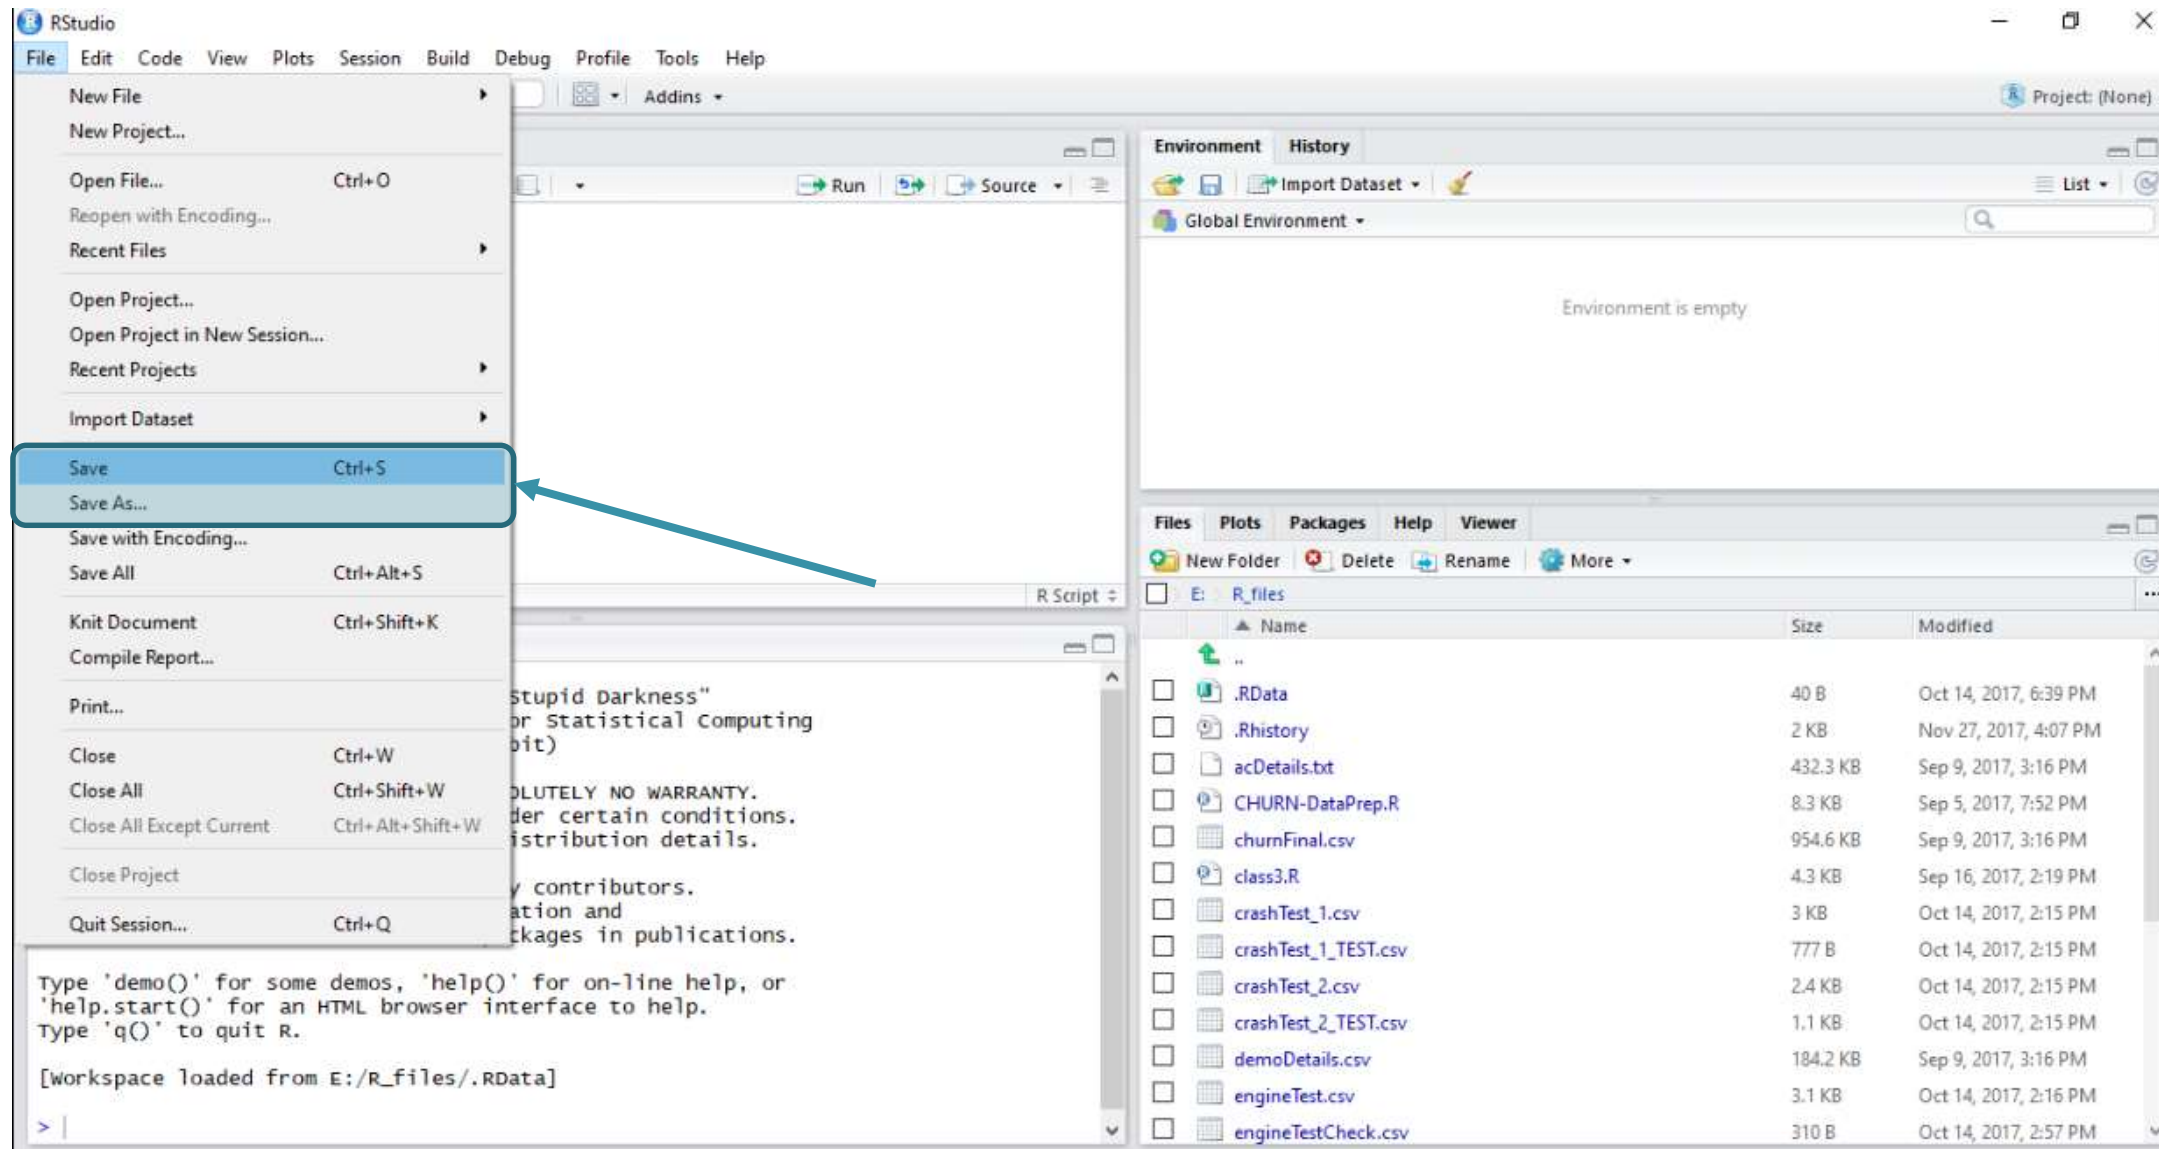 RStudio
File Edit Code View Plots Session Build Debug Profile Tools Help
Addins
Project: (None)
New File
New Project...
Open File... Ctrl+O
Reopen with Encoding...
Recent Files
Open Project...
Open Project in New Session...
Recent Projects
Import Dataset
Save Ctrl+S
Save As...
Save with Encoding...
Save All Ctrl+Alt+S
Knit Document Ctrl+Shift+K
Compile Report...
Print...
Close Ctrl+W
Close All Ctrl+Shift+W
Close All Except Current Ctrl+Alt+Shift+W
Close Project
Quit Session... Ctrl+Q
Run Source
R Script
Stupid Darkness"
or Statistical Computing
bit)
OLUTELY NO WARRANTY.
der certain conditions.
istribution details.
y contributors.
ation and
ckages in publications.
Type 'demo()' for some demos, 'help()' for on-line help, or
'help.start()' for an HTML browser interface to help.
Type 'q()' to quit R.
[Workspace loaded from E:/R_files/.RData]
>
Environment History
Import Dataset List
Global Environment
Environment is empty
Files Plots Packages Help Viewer
New Folder Delete Rename More
E: R_files ...
Name Size Modified
..
.RData 40 B Oct 14, 2017, 6:39 PM
.Rhistory 2 KB Nov 27, 2017, 4:07 PM
acDetails.txt 432.3 KB Sep 9, 2017, 3:16 PM
CHURN-DataPrep.R 8.3 KB Sep 5, 2017, 7:52 PM
churnFinal.csv 954.6 KB Sep 9, 2017, 3:16 PM
class3.R 4.3 KB Sep 16, 2017, 2:19 PM
crashTest_1.csv 3 KB Oct 14, 2017, 2:15 PM
crashTest_1_TEST.csv 777 B Oct 14, 2017, 2:15 PM
crashTest_2.csv 2.4 KB Oct 14, 2017, 2:15 PM
crashTest_2_TEST.csv 1.1 KB Oct 14, 2017, 2:15 PM
demoDetails.csv 184.2 KB Sep 9, 2017, 3:16 PM
engineTest.csv 3.1 KB Oct 14, 2017, 2:16 PM
engineTestCheck.csv 310 B Oct 14, 2017, 2:57 PM